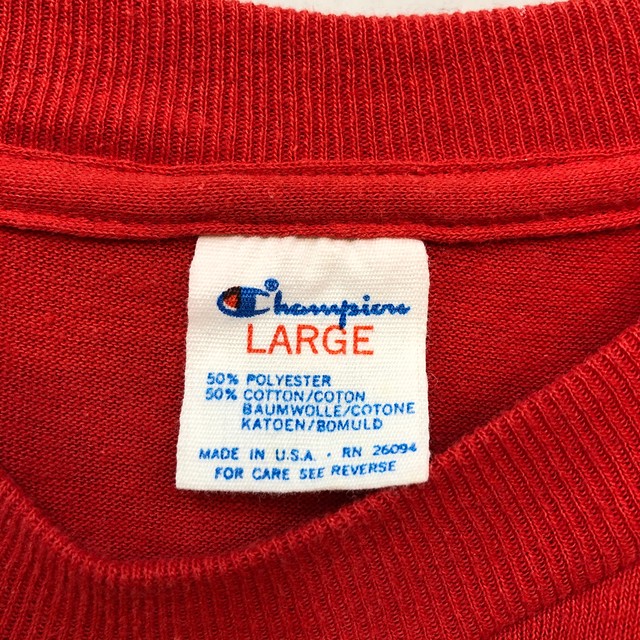 Champion®
LARGE
50% POLYESTER
50% COTTON/COTON
BAUMWOLLE/COTONE
KATOEN/BOMULD
MADE IN U.S.A. · RN 26094
FOR CARE SEE REVERSE